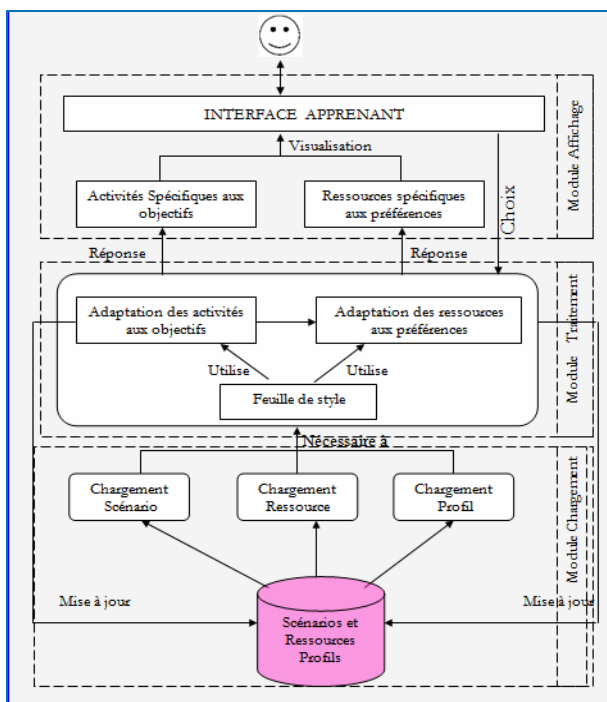 INTERFACE APPRENANT
Visualisation
Activités Spécifiques aux
objectifs
Ressources spécifiques
aux préférences
Choix
Module Affichage
Réponse
Réponse
Adaptation des activités
aux objectifs
Adaptation des ressources
aux préférences
Utilise
Utilise
Feuille de style
Module Traitement
Nécessaire à
Chargement
Scénario
Chargement
Ressource
Chargement
Profil
Module Chargement
Mise à jour
Mise à jour
Scénarios et
Ressources
Profils